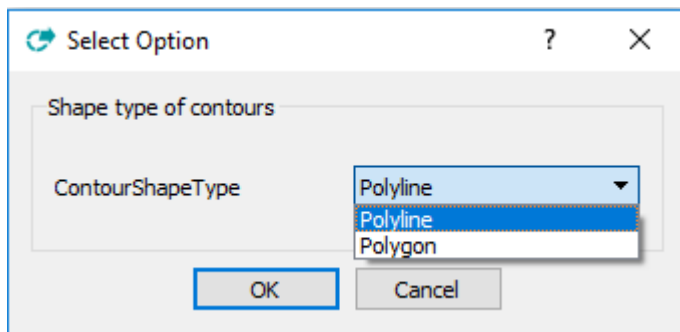 Select Option ?
Shape type of contours
ContourShapeType Polyline
Polyline
Polygon
OK Cancel